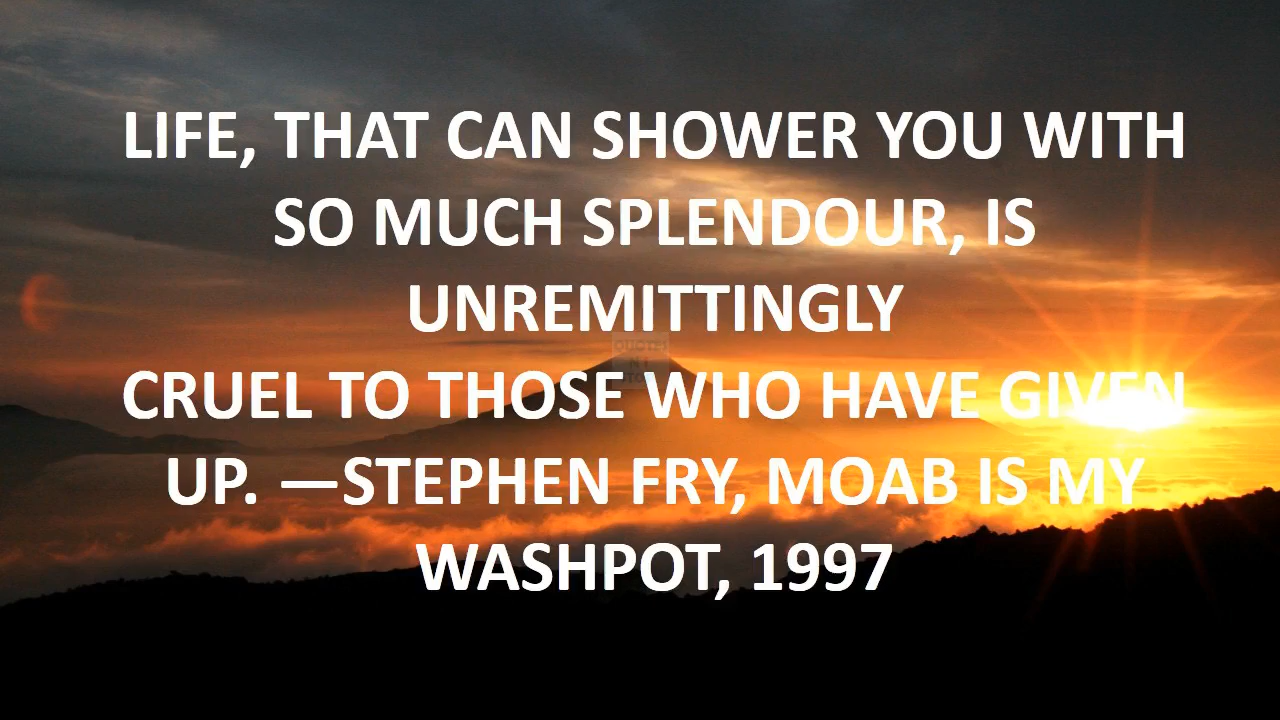 LIFE, THAT CAN SHOWER YOU WITH
SO MUCH SPLENDOUR, IS
UNREMITTINGLY
CRUEL TO THOSE WHO HAVE GIVEN
UP. —STEPHEN FRY, MOAB IS MY
WASHPOT, 1997